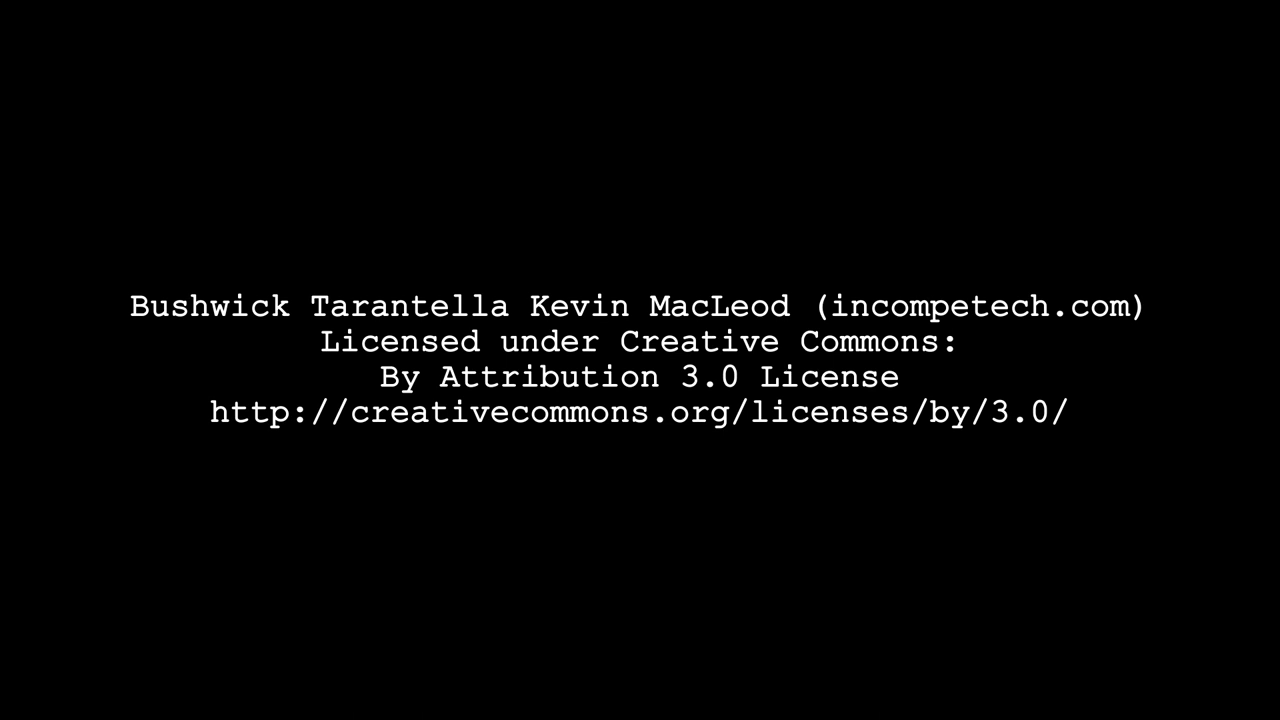 Bushwick Tarantella Kevin MacLeod (incompetech.com)
Licensed under Creative Commons:
By Attribution 3.0 License
http://creativecommons.org/licenses/by/3.0/